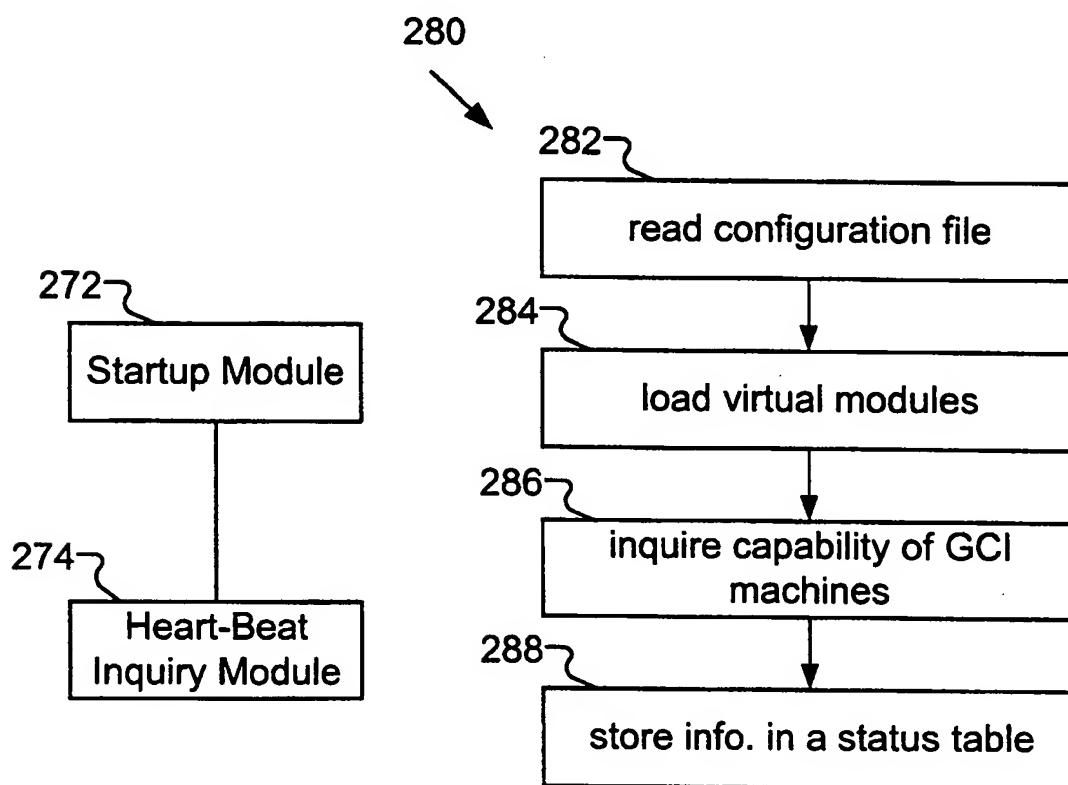 280
282
read configuration file
272
Startup Module
284
load virtual modules
286
inquire capability of GCI
machines
274
Heart-Beat
Inquiry Module
288
store info. in a status table